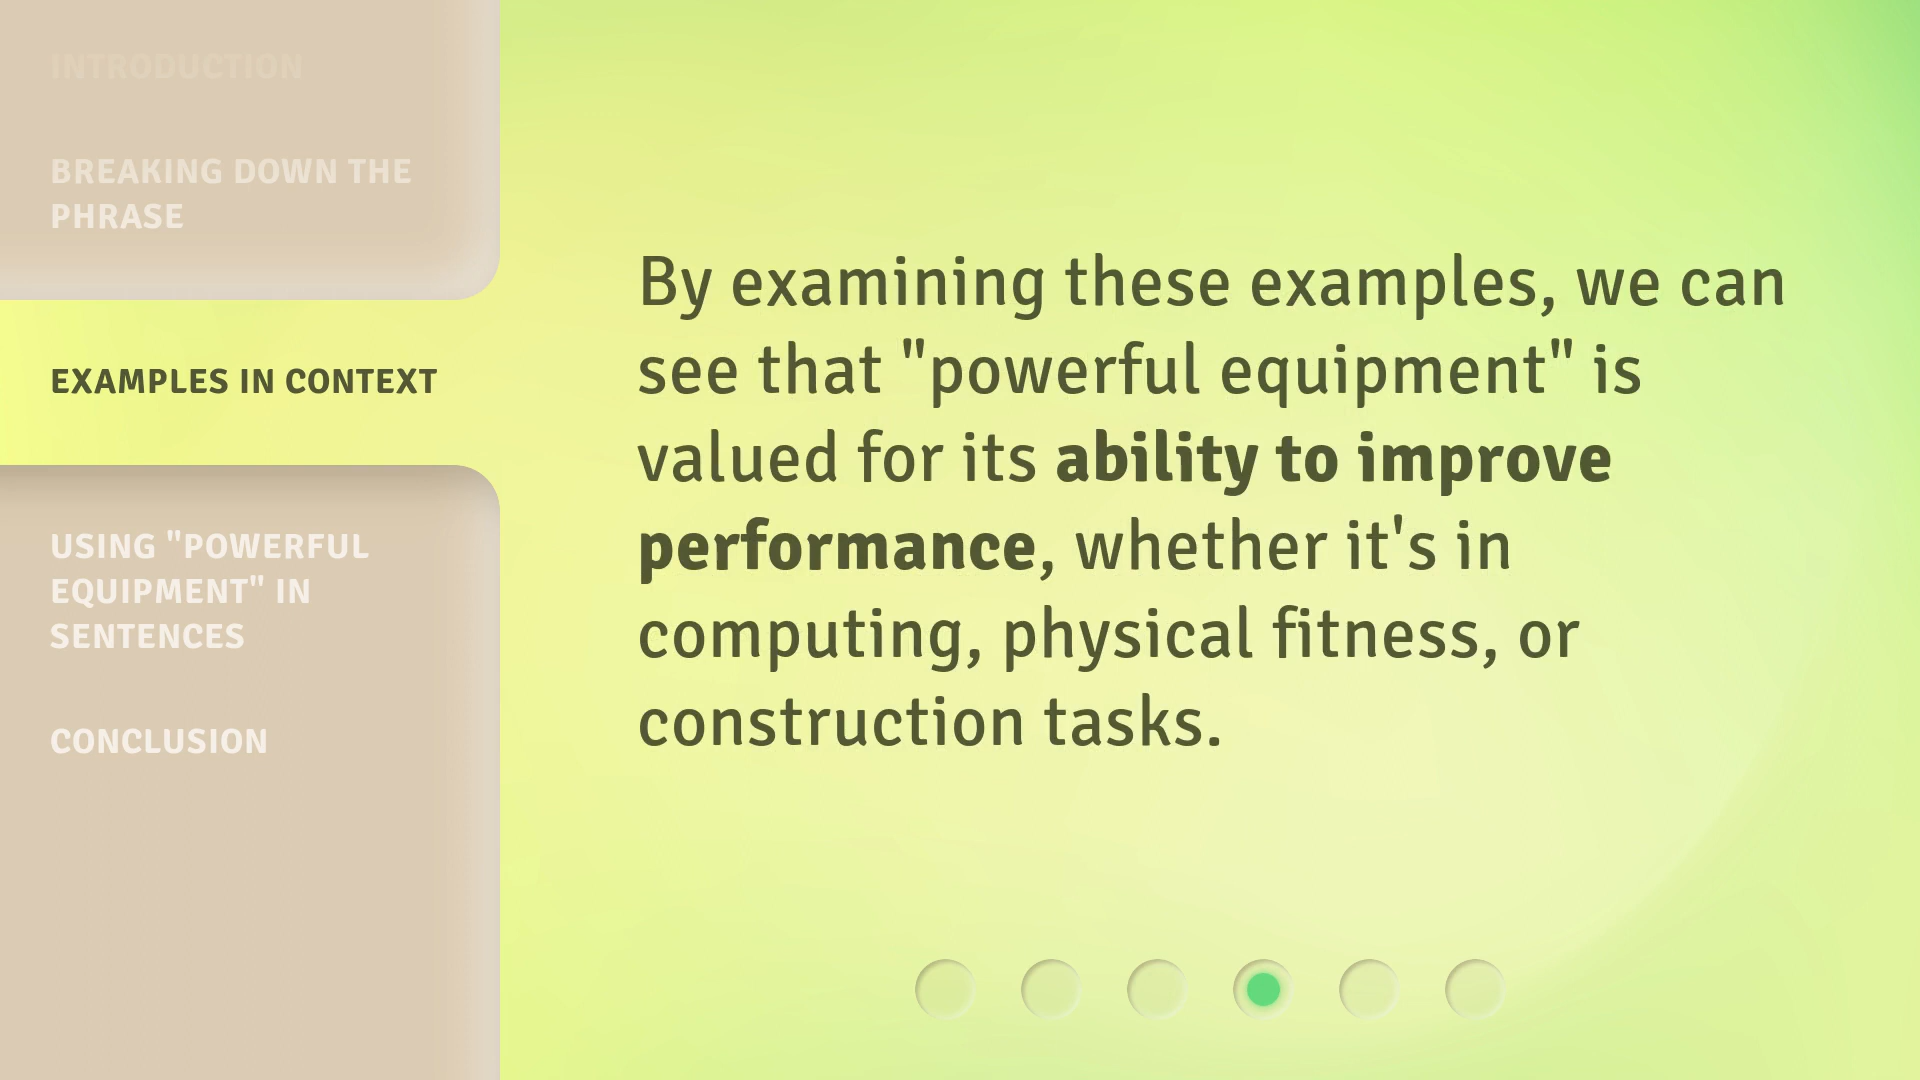 INTRODUCTION
BREAKING DOWN THE
PHRASE
EXAMPLES IN CONTEXT
USING "POWERFUL
EQUIPMENT" IN
SENTENCES
CONCLUSION
By examining these examples, we can
see that "powerful equipment" is
valued for its ability to improve
performance, whether it's in
computing, physical fitness, or
construction tasks.